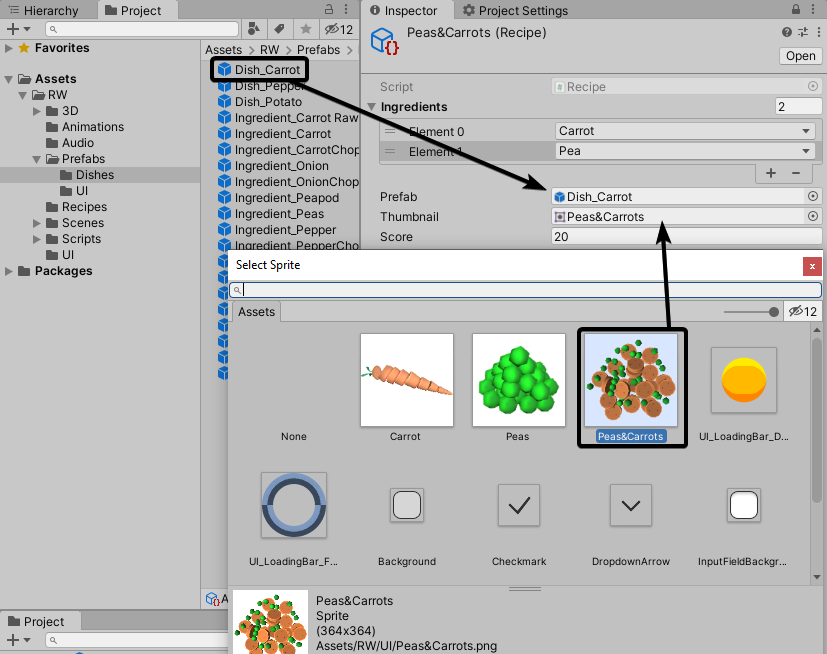 Hierarchy
Project
12
Favorites
Assets
RW
3D
Animations
Audio
Prefabs
Dishes
UI
Recipes
Scenes
Scripts
UI
Packages
Assets > RW > Prefabs >
Dish_Carrot
Dish_Pepper
Dish_Potato
Ingredient_Carrot Raw
Ingredient_Carrot
Ingredient_CarrotChop
Ingredient_Onion
Ingredient_OnionChop
Ingredient_Peapod
Ingredient_Peas
Ingredient_Pepper
Ingredient_PepperCho
Inspector
Project Settings
Peas&Carrots (Recipe)
Open
Script
# Recipe
Ingredients
2
Element 0
Carrot
Element 1
Pea
+ −
Prefab
Dish_Carrot
Thumbnail
Peas&Carrots
Score
20
Select Sprite
x
Assets
12
None
Carrot
Peas
Peas&Carrots
UI_LoadingBar_D...
UI_LoadingBar_F...
Background
Checkmark
DropdownArrow
InputFieldBackgr...
A
Peas&Carrots
Sprite
(364x364)
Assets/RW/UI/Peas&Carrots.png
Project